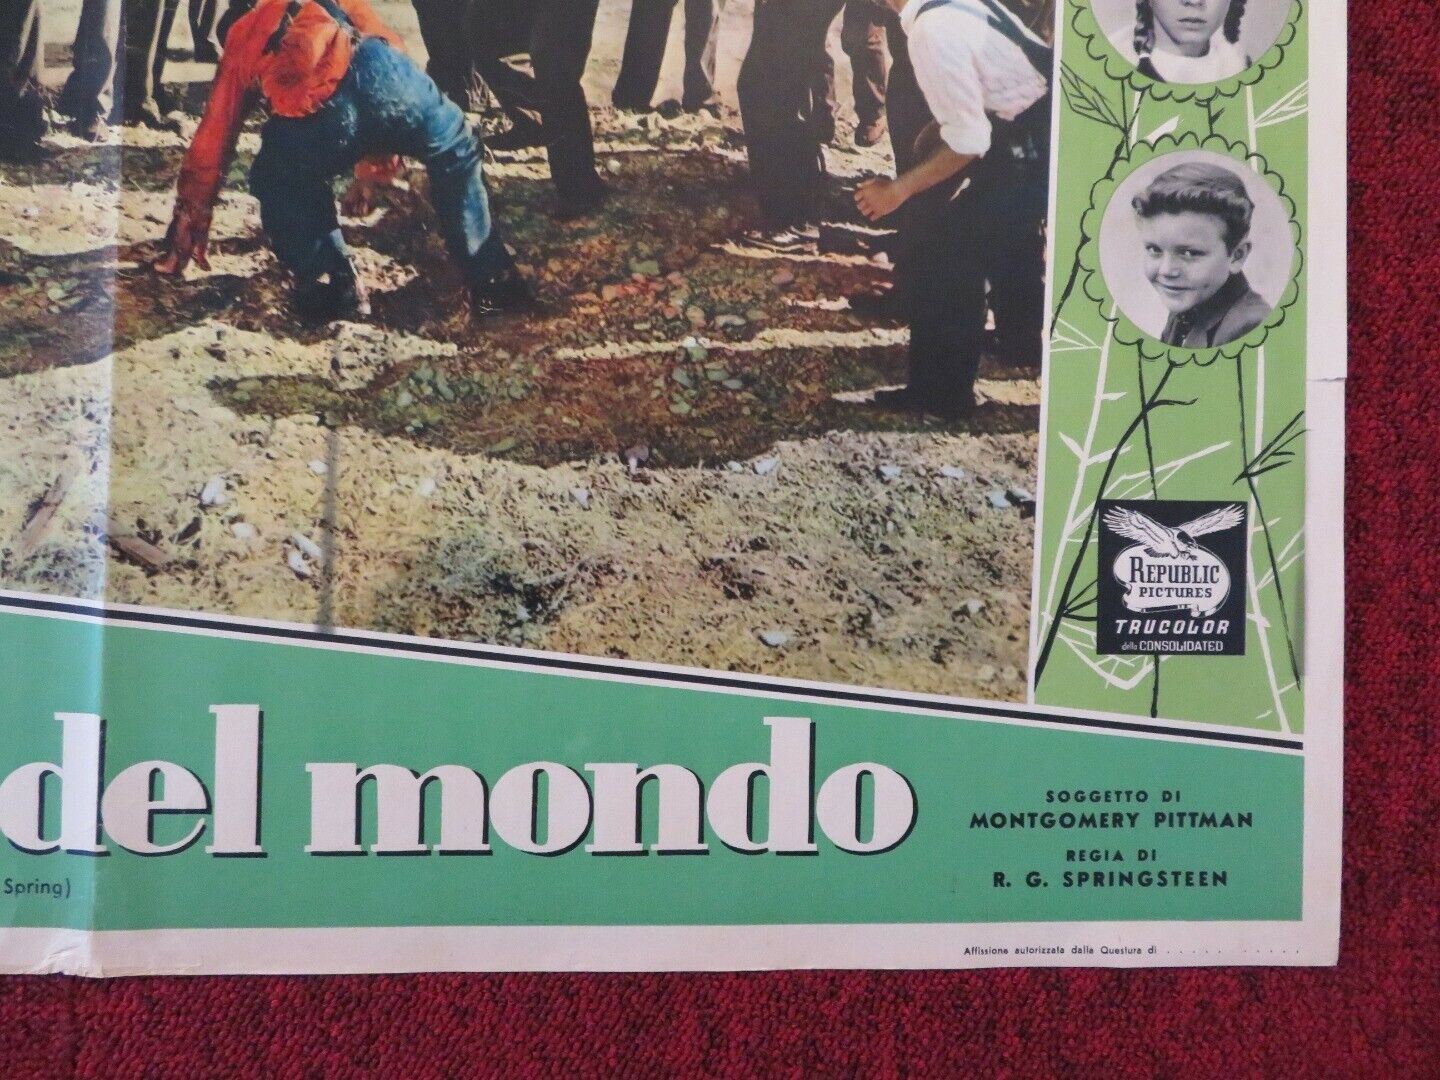 REPUBLIC
PICTURES
TRUCOLOR
della CONSOLIDATED
del mondo
Spring)
SOGGETTO DI
MONTGOMERY PITTMAN
REGIA DI
R. G. SPRINGSTEEN
Affissione autorizzata dalla Questura di . . . . . . . . . .